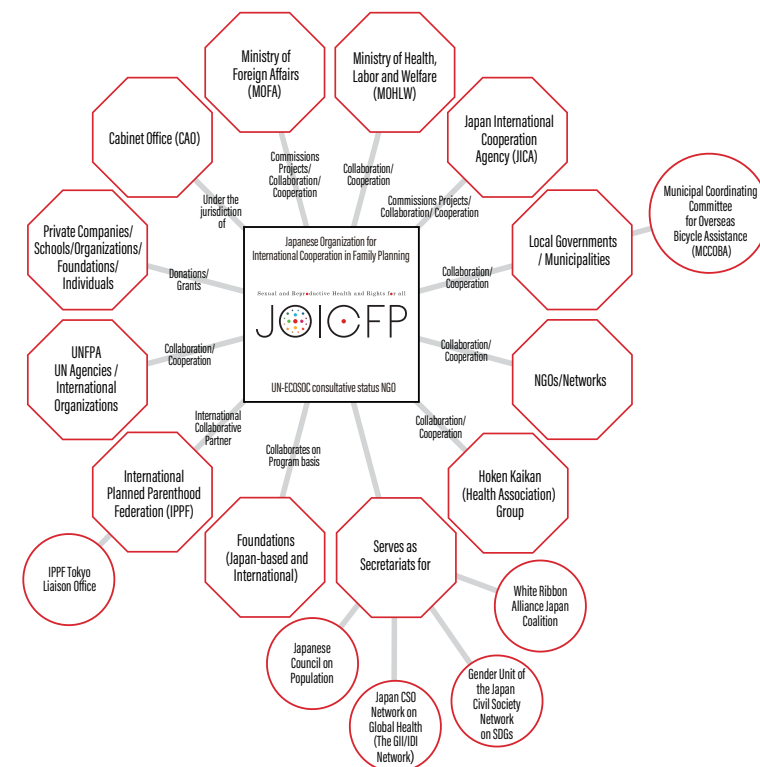 Ministry of
Foreign Affairs
(MOFA)
Ministry of Health,
Labor and Welfare
(MOHLW)
Cabinet Office (CAO)
Japan International
Cooperation
Agency (JICA)
Commissions
Projects/
Collaboration/
Cooperation
Collaboration/
Cooperation
Under the
jurisdiction
of
Commissions Projects/
Collaboration/ Cooperation
Municipal Coordinating
Committee
for Overseas
Bicycle Assistance
(MCCOBA)
Private Companies/
Schools/Organizations/
Foundations/
Individuals
Donations/
Grants
Japanese Organization for
International Cooperation in Family Planning
Sexual and Reproductive Health and Rights for all
JOICFP
UN-ECOSOC consultative status NGO
Collaboration/
Cooperation
Local Governments
/ Municipalities
UNFPA
UN Agencies /
International
Organizations
Collaboration/
Cooperation
Collaboration/
Cooperation
NGOs/Networks
International
Collaborative
Partner
Collaborates on
Program basis
Collaboration/
Cooperation
International
Planned Parenthood
Federation (IPPF)
Hoken Kaikan
(Health Association)
Group
IPPF Tokyo
Liaison Office
Foundations
(Japan-based and
International)
Serves as
Secretariats for
White Ribbon
Alliance Japan
Coalition
Japanese
Council on
Population
Japan CSO
Network on
Global Health
(The GII/IDI
Network)
Gender Unit of
the Japan
Civil Society
Network
on SDGs